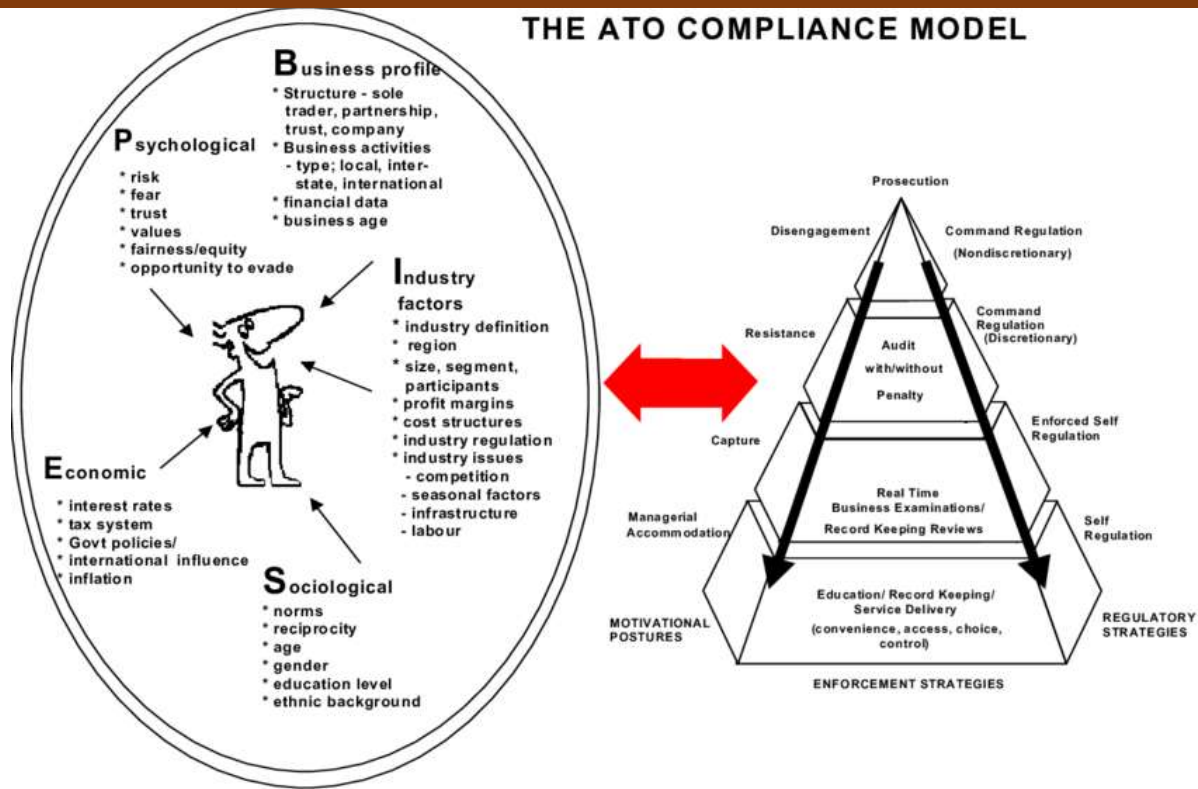 THE ATO COMPLIANCE MODEL
Business profile
* Structure - sole
trader, partnership,
trust, company
* Business activities
- type; local, inter-
state, international
* financial data
* business age
Psychological
* risk
* fear
* trust
* values
* fairness/equity
* opportunity to evade
Industry
factors
* industry definition
* region
* size, segment,
participants
* profit margins
* cost structures
* industry regulation
* industry issues
- competition
- seasonal factors
- infrastructure
- labour
Economic
* interest rates
* tax system
* Govt policies/
* international influence
* inflation
Sociological
* norms
* reciprocity
* age
* gender
* education level
* ethnic background
Prosecution
Disengagement
Command Regulation
(Nondiscretionary)
Resistance
Command
Regulation
(Discretionary)
Audit
with/without
Penalty
Capture
Enforced Self
Regulation
Real Time
Business Examinations/
Record Keeping Reviews
Managerial
Accommodation
Self
Regulation
Education/ Record Keeping/
Service Delivery
(convenience, access, choice,
control)
MOTIVATIONAL
POSTURES
REGULATORY
STRATEGIES
ENFORCEMENT STRATEGIES